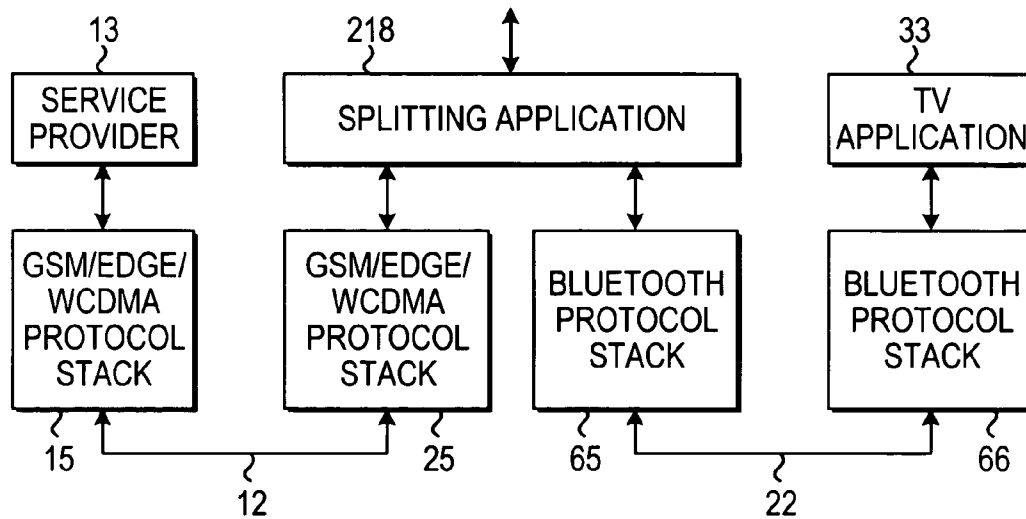 13
218
33
SERVICE
PROVIDER
SPLITTING APPLICATION
TV
APPLICATION
GSM/EDGE/
WCDMA
PROTOCOL
STACK
GSM/EDGE/
WCDMA
PROTOCOL
STACK
BLUETOOTH
PROTOCOL
STACK
BLUETOOTH
PROTOCOL
STACK
15
25
65
66
12
22